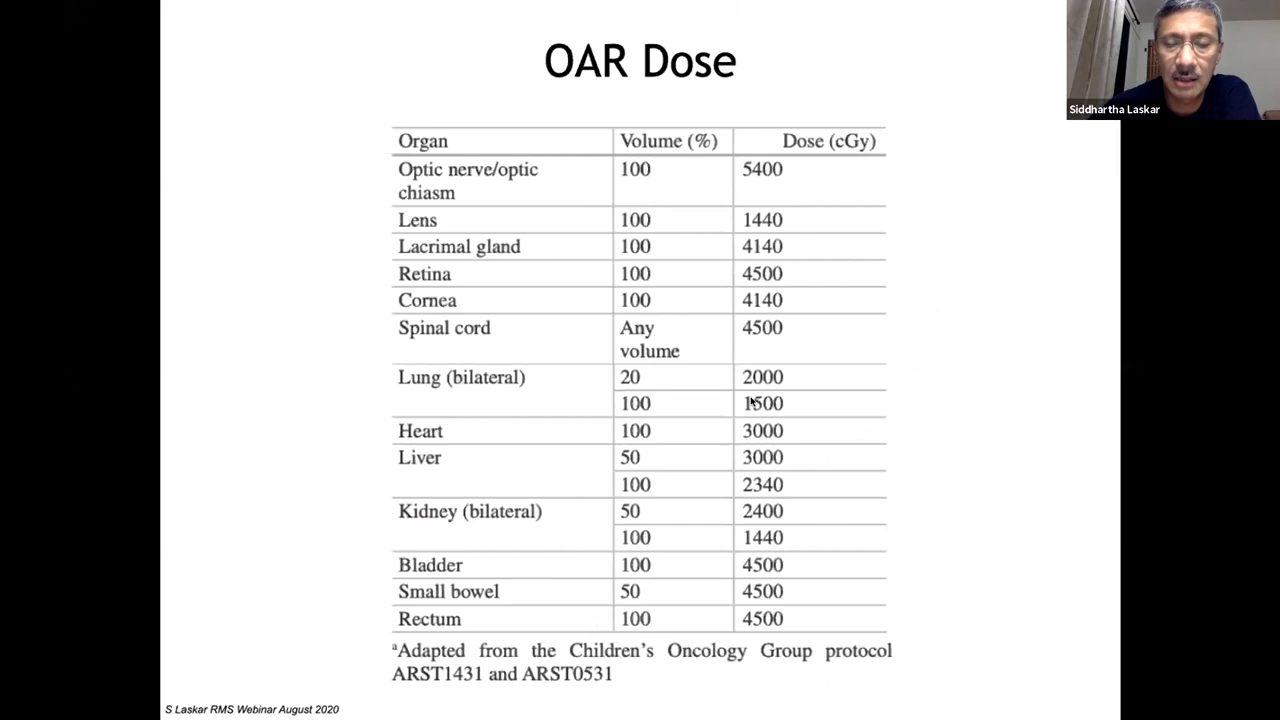 OAR Dose
Siddhartha Laskar
Organ Volume (%) Dose (cGy)
Optic nerve/optic 100 5400
chiasm
Lens 100 1440
Lacrimal gland 100 4140
Retina 100 4500
Cornea 100 4140
Spinal cord Any 4500
volume
Lung (bilateral) 20 2000
100 1500
Heart 100 3000
Liver 50 3000
100 2340
Kidney (bilateral) 50 2400
100 1440
Bladder 100 4500
Small bowel 50 4500
Rectum 100 4500
ᵃAdapted from the Children's Oncology Group protocol
ARST1431 and ARST0531
S Laskar RMS Webinar August 2020